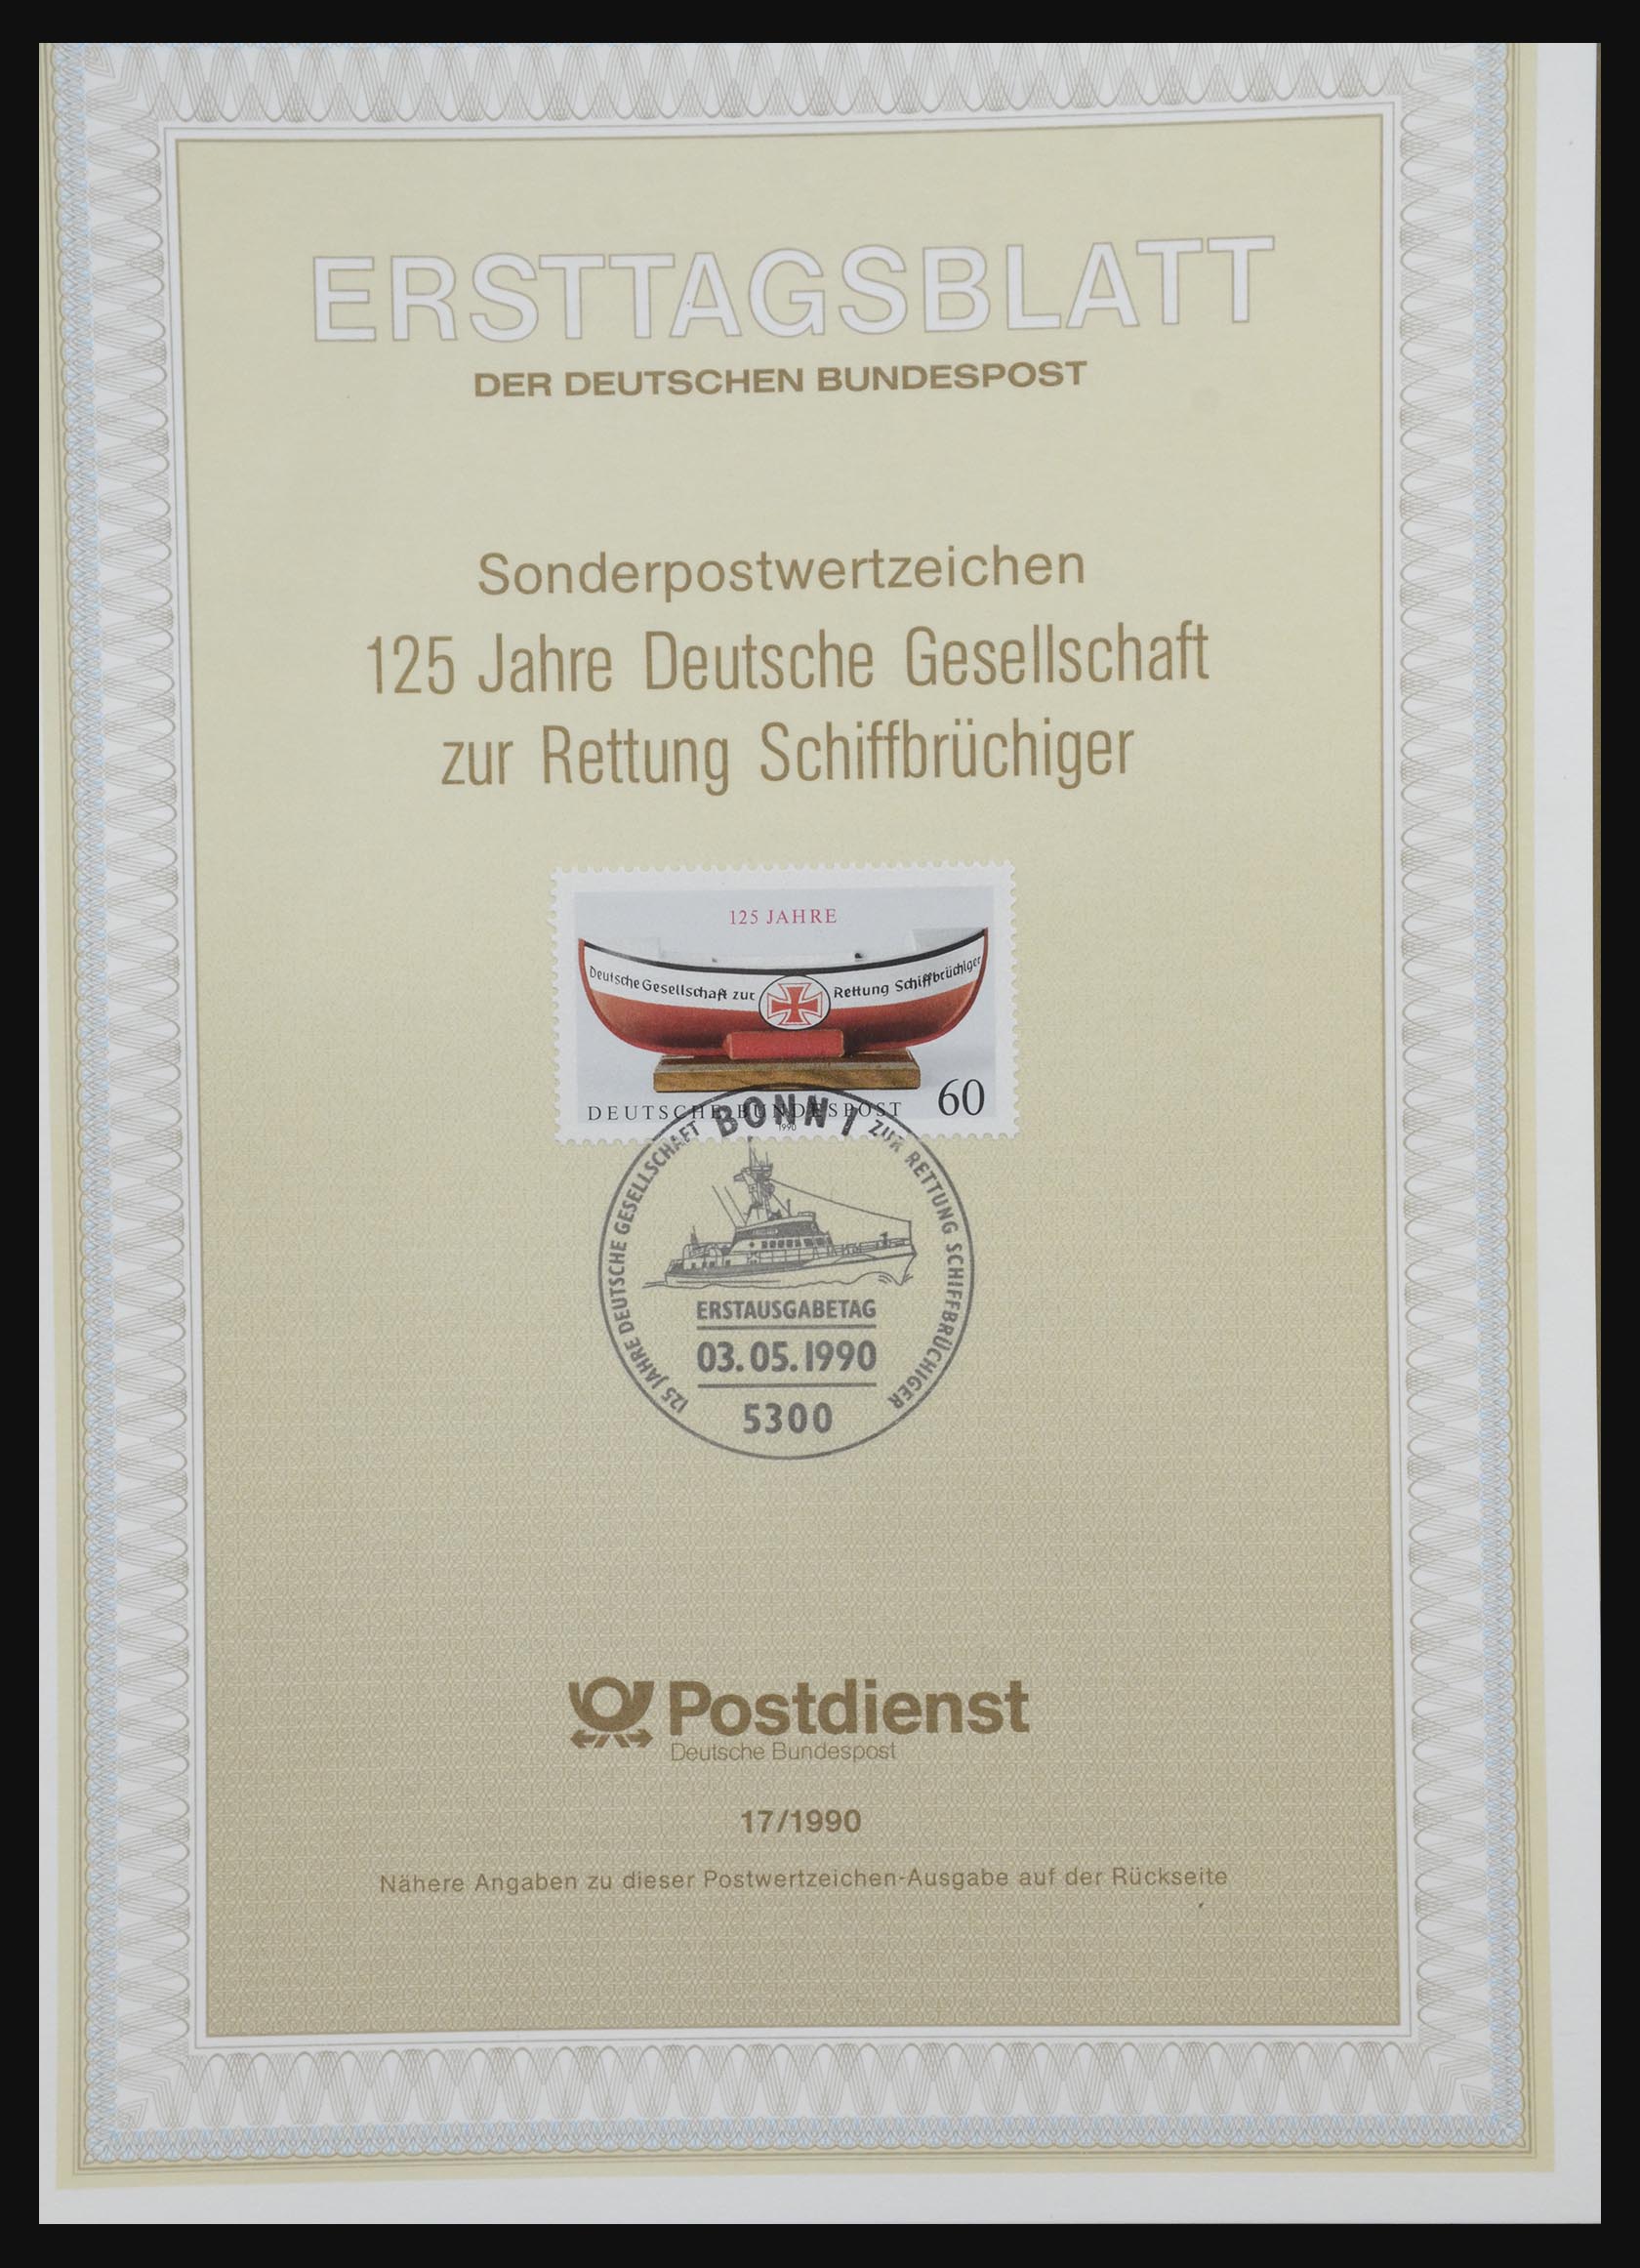 ERSTTAGSBLATT
DER DEUTSCHEN BUNDESPOST
Sonderpostwertzeichen
125 Jahre Deutsche Gesellschaft
zur Rettung Schiffbrüchiger
125 JAHRE
Deutsche Gesellschaft zur Rettung Schiffbrüchiger
DEUTSCHE BUNDESPOST 60
1990
BONN 1
125 JAHRE DEUTSCHE GESELLSCHAFT ZUR RETTUNG SCHIFFBRÜCHIGER
ERSTAUSGABETAG
03.05.1990
5300
Postdienst
Deutsche Bundespost
17/1990
Nähere Angaben zu dieser Postwertzeichen-Ausgabe auf der Rückseite